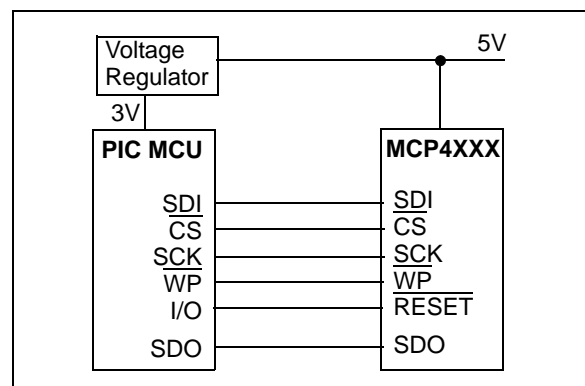 Voltage
Regulator
5V
3V
PIC MCU
MCP4XXX
SDI SDI
CS CS
SCK SCK
WP WP
I/O RESET
SDO SDO